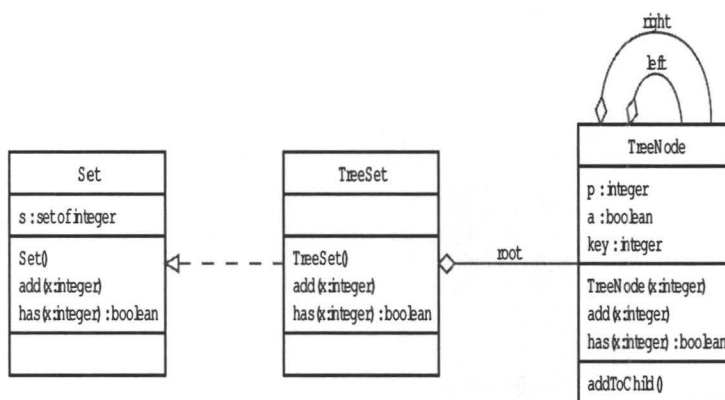 right
left
Set
s : set of integer
Set()
add(x:integer)
has(x:integer) : boolean
TreeSet
TreeSet()
add(x:integer)
has(x:integer) : boolean
root
TreeNode
p : integer
a : boolean
key : integer
TreeNode(x:integer)
add(x:integer)
has(x:integer) : boolean
addToChild()